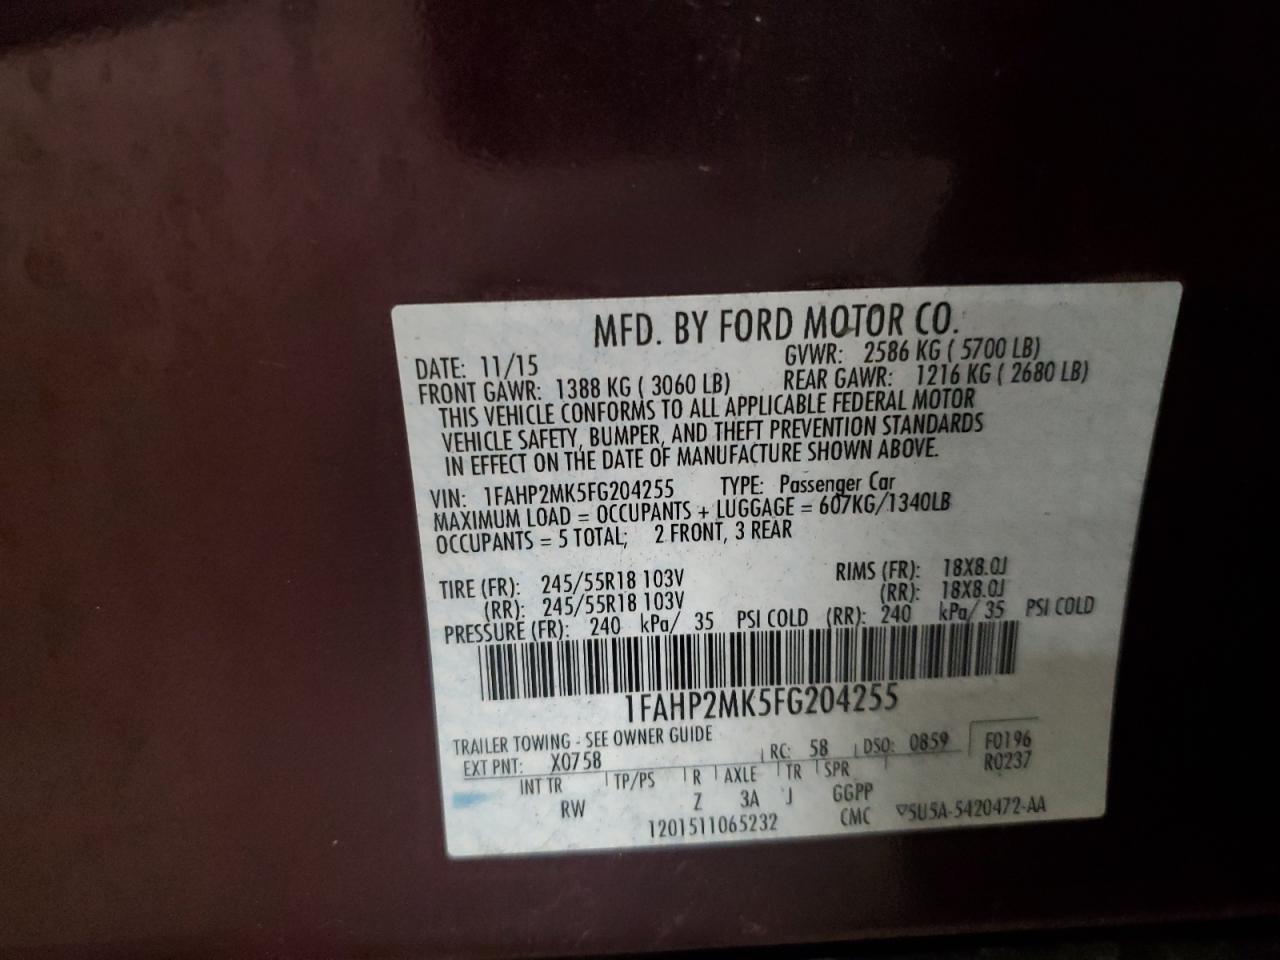 MFD. BY FORD MOTOR CO.
DATE: 11/15 GVWR: 2586 KG ( 5700 LB)
FRONT GAWR: 1388 KG ( 3060 LB) REAR GAWR: 1216 KG ( 2680 LB)
THIS VEHICLE CONFORMS TO ALL APPLICABLE FEDERAL MOTOR
VEHICLE SAFETY, BUMPER, AND THEFT PREVENTION STANDARDS
IN EFFECT ON THE DATE OF MANUFACTURE SHOWN ABOVE.
VIN: 1FAHP2MK5FG204255 TYPE: Passenger Car
MAXIMUM LOAD = OCCUPANTS + LUGGAGE = 607KG/1340LB
OCCUPANTS = 5 TOTAL; 2 FRONT, 3 REAR
TIRE (FR): 245/55R18 103V RIMS (FR): 18X8.0J
(RR): 245/55R18 103V (RR): 18X8.0J
PRESSURE (FR): 240 kPa/ 35 PSI COLD (RR): 240 kPa/ 35 PSI COLD
1FAHP2MK5FG204255
TRAILER TOWING - SEE OWNER GUIDE
EXT PNT: X0758 RC: 58 DSO: 0859 F0196
INT TR TP/PS R AXLE TR SPR R0237
RW Z 3A J GGPP
1201511065232 CMC ▽5U5A-5420472-AA